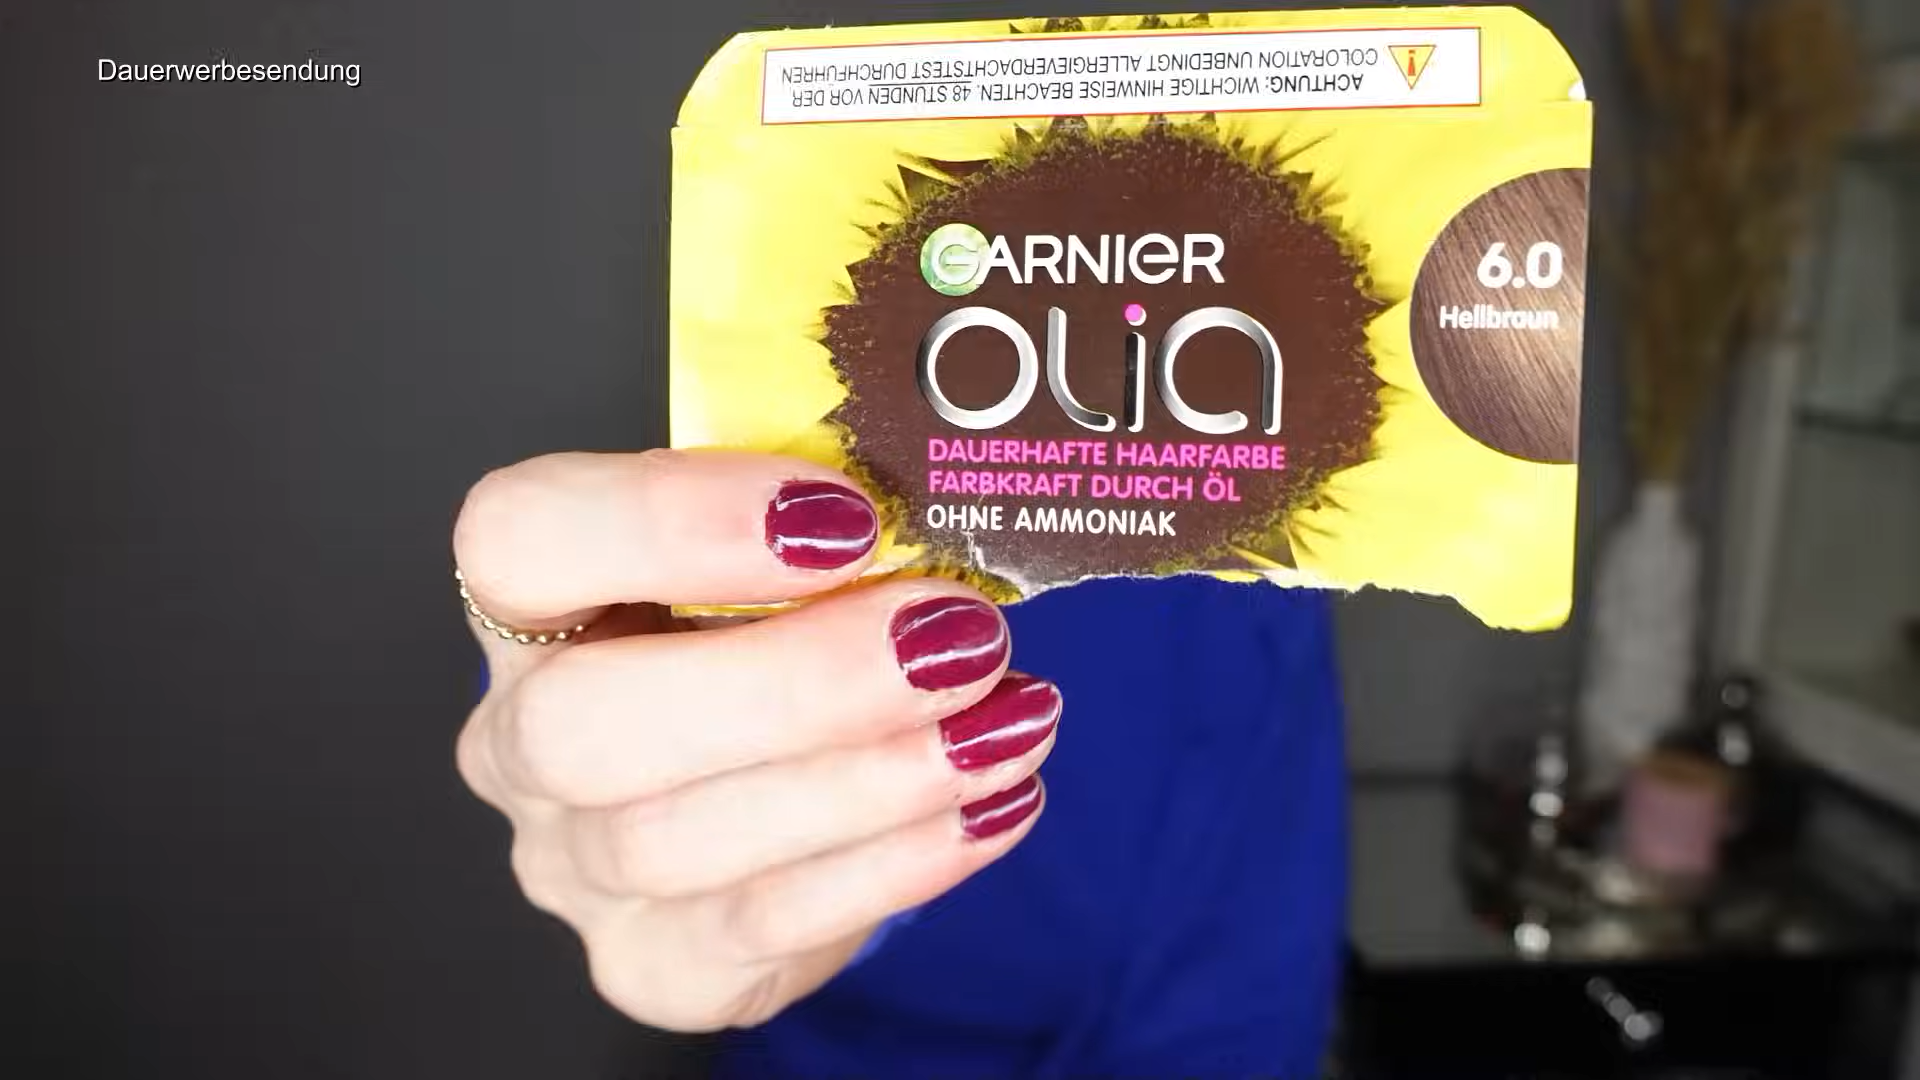 Dauerwerbesendung
ACHTUNG: WICHTIGE HINWEISE BEACHTEN. 48 STUNDEN VOR DER
COLORATION UNBEDINGT ALLERGIEVERDACHTSTEST DURCHFÜHREN
GARNIER
OLiA
DAUERHAFTE HAARFARBE
FARBKRAFT DURCH ÖL
OHNE AMMONIAK
6.0
Hellbraun